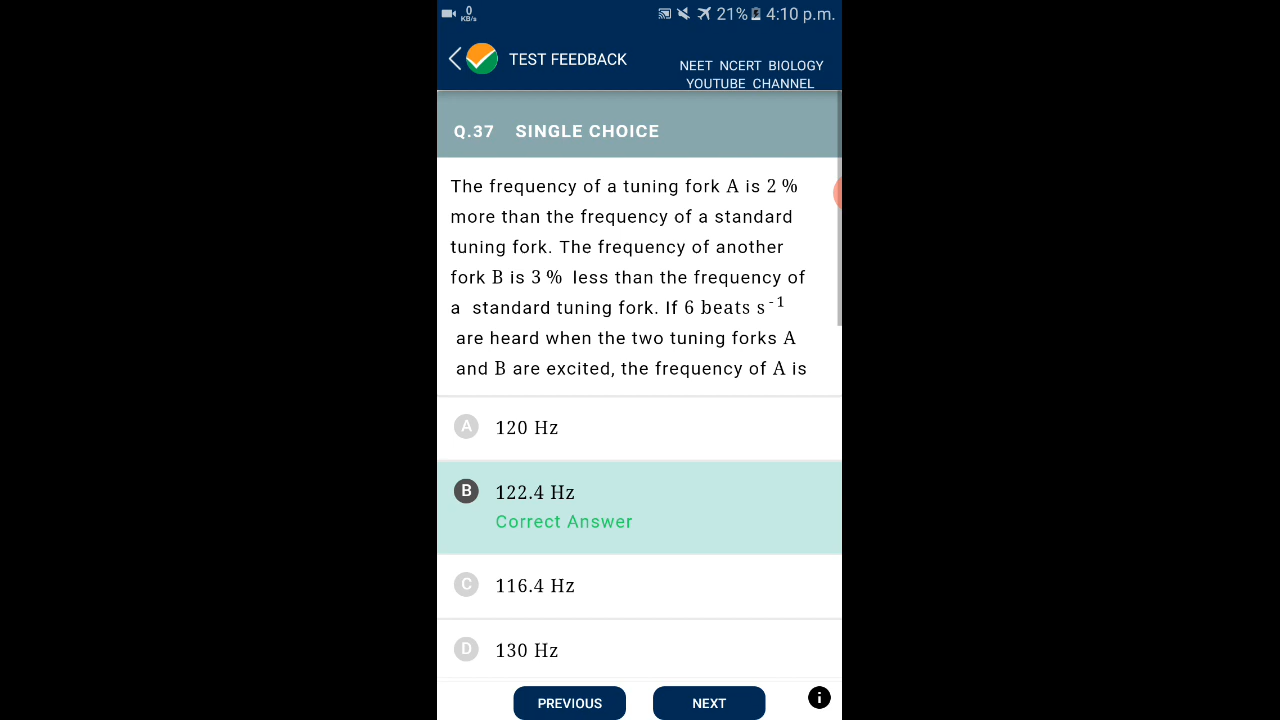 0
KB/s
21% 4:10 p.m.
TEST FEEDBACK
NEET NCERT BIOLOGY
YOUTUBE CHANNEL
Q.37 SINGLE CHOICE
The frequency of a tuning fork A is 2 %
more than the frequency of a standard
tuning fork. The frequency of another
fork B is 3 % less than the frequency of
a standard tuning fork. If 6 beats s⁻¹
are heard when the two tuning forks A
and B are excited, the frequency of A is
A 120 Hz
B 122.4 Hz
Correct Answer
C 116.4 Hz
D 130 Hz
PREVIOUS NEXT i